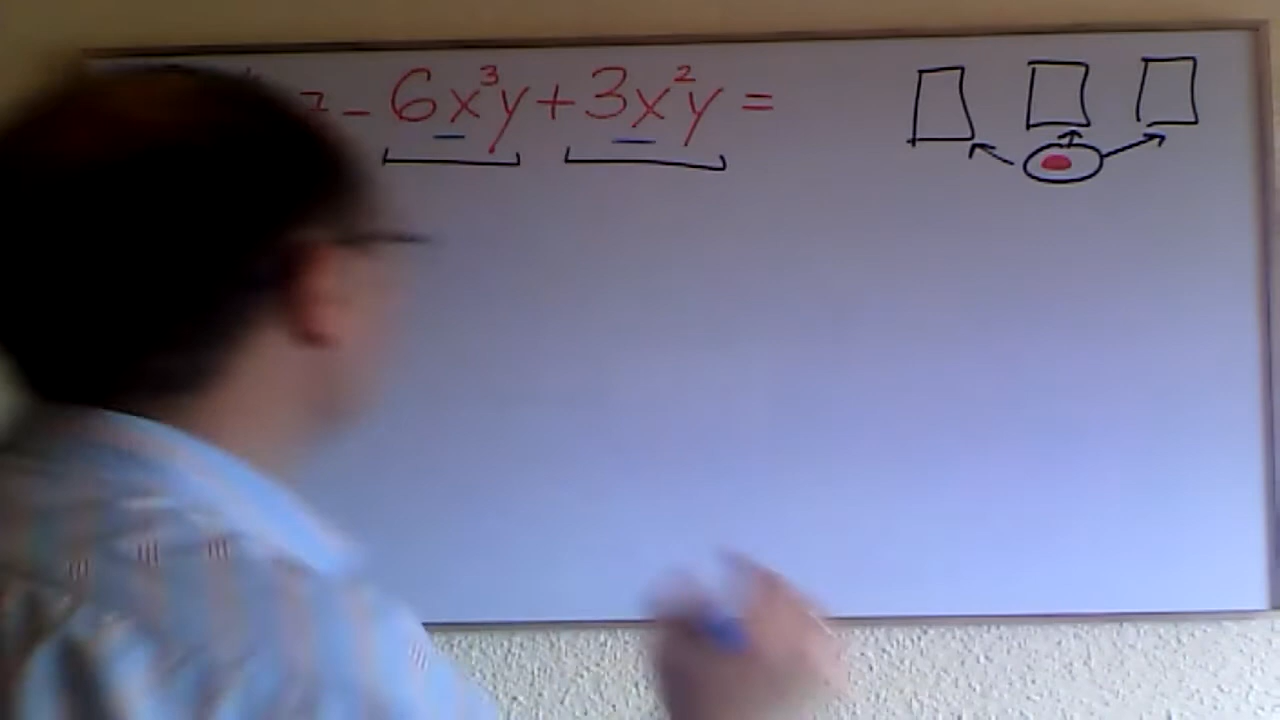 - 6x³y + 3x²y =